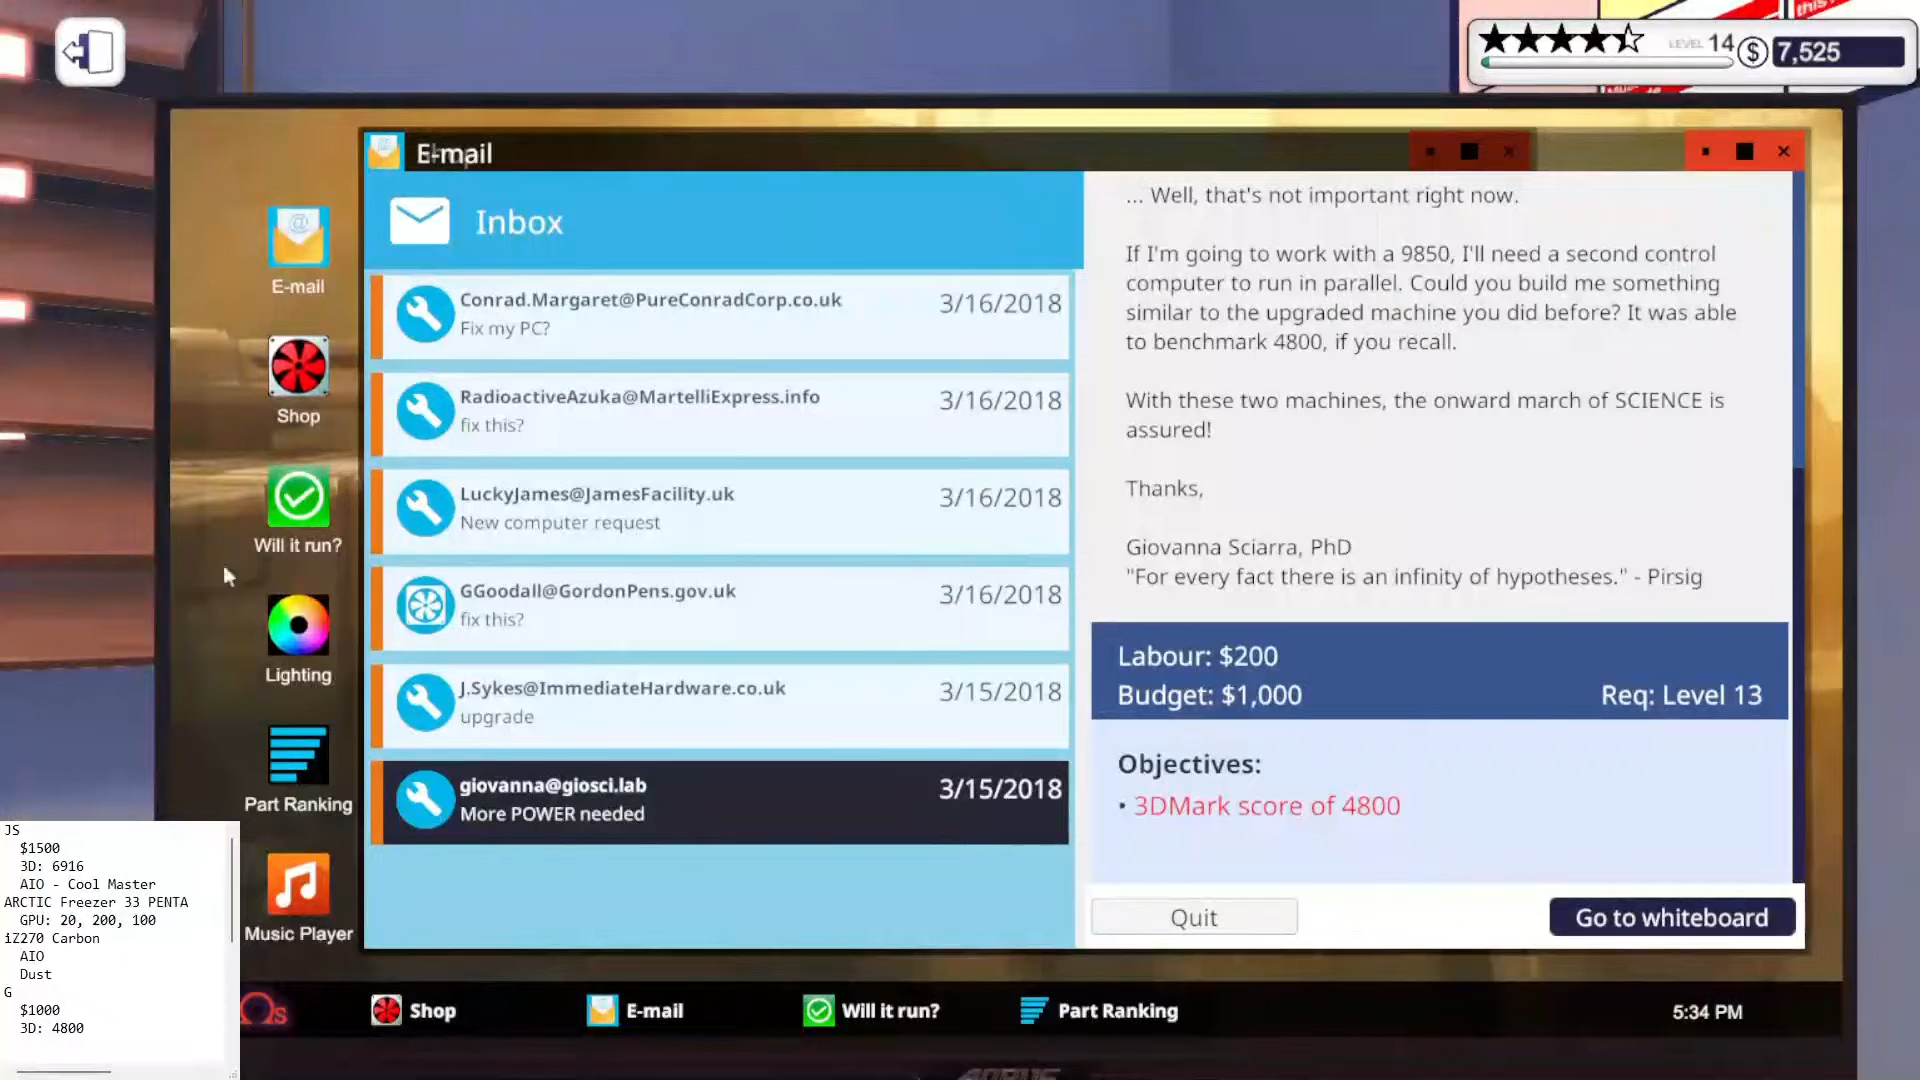 LEVEL 14
$ 7,525
E-mail
Inbox
Conrad.Margaret@PureConradCorp.co.uk
3/16/2018
Fix my PC?
RadioactiveAzuka@MartelliExpress.info
3/16/2018
fix this?
LuckyJames@JamesFacility.uk
3/16/2018
New computer request
GGoodall@GordonPens.gov.uk
3/16/2018
fix this?
J.Sykes@ImmediateHardware.co.uk
3/15/2018
upgrade
giovanna@giosci.lab
3/15/2018
More POWER needed
... Well, that's not important right now.
If I'm going to work with a 9850, I'll need a second control
computer to run in parallel. Could you build me something
similar to the upgraded machine you did before? It was able
to benchmark 4800, if you recall.
With these two machines, the onward march of SCIENCE is
assured!
Thanks,
Giovanna Sciarra, PhD
"For every fact there is an infinity of hypotheses." - Pirsig
Labour: $200
Budget: $1,000
Req: Level 13
Objectives:
• 3DMark score of 4800
Quit
Go to whiteboard
E-mail
Shop
Will it run?
Lighting
Part Ranking
Music Player
JS
$1500
3D: 6916
AIO - Cool Master
ARCTIC Freezer 33 PENTA
GPU: 20, 200, 100
iZ270 Carbon
AIO
Dust
G
$1000
3D: 4800
Shop
E-mail
Will it run?
Part Ranking
5:34 PM